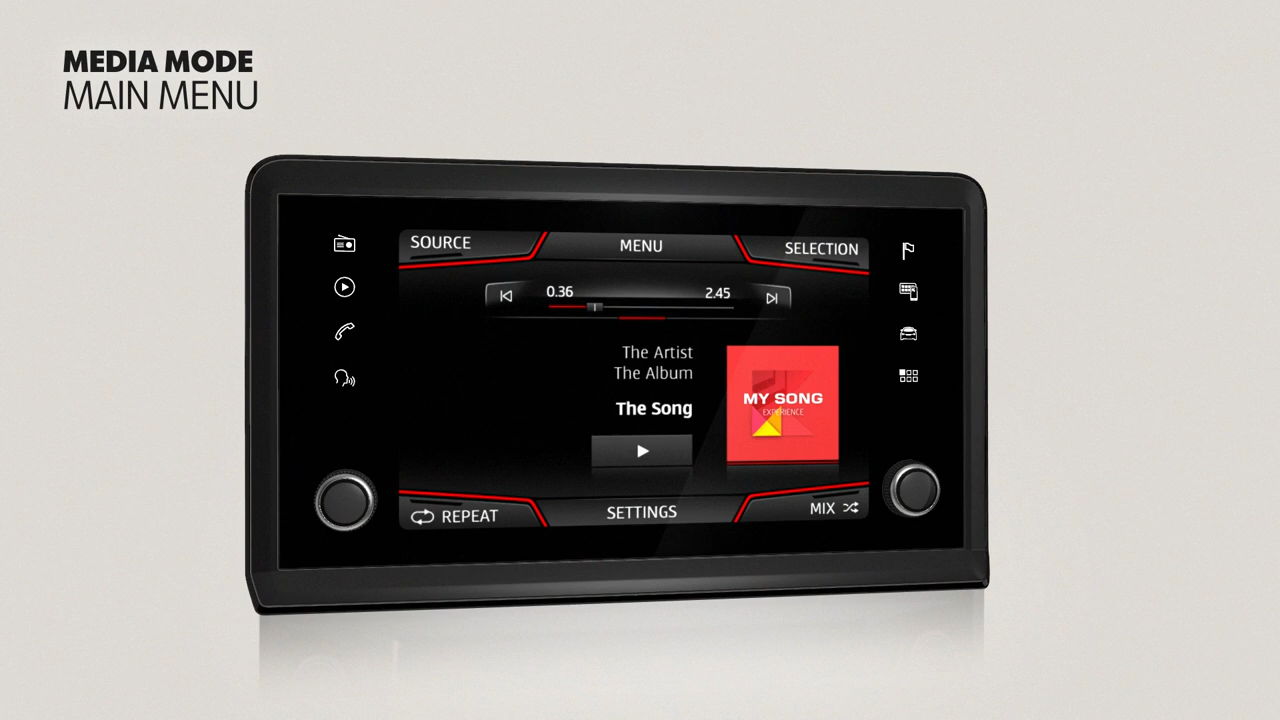 MEDIA MODE
MAIN MENU
SOURCE
MENU
SELECTION
0.36
2.45
The Artist
The Album
The Song
MY SONG
EXPERIENCE
REPEAT
SETTINGS
MIX